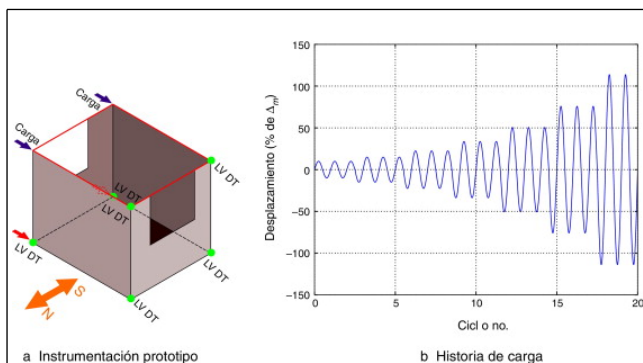 Carga
Carga
LV DT
LV DT
LV DT
LV DT
LV DT
LV DT
S
N
a Instrumentación prototipo
150
100
50
0
−50
−100
−150
Desplazamiento (% de Δm)
0
5
10
15
20
Cicl o no.
b Historia de carga